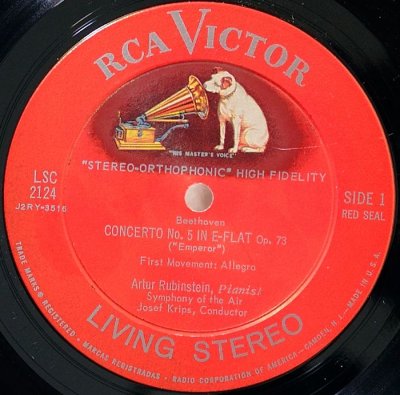 RCA VICTOR
"HIS MASTER'S VOICE"
"STEREO-ORTHOPHONIC" HIGH FIDELITY
LSC
2124
J2RY-3516
SIDE 1
RED SEAL
Beethoven
CONCERTO No. 5 IN E-FLAT Op. 73
("Emperor")
First Movement: Allegro
Artur Rubinstein, Pianist
Symphony of the Air
Josef Krips, Conductor
LIVING STEREO
TRADE MARKS ® REGISTERED • MARCAS REGISTRADAS • RADIO CORPORATION OF AMERICA—CAMDEN, N. J.—MADE IN U.S.A.